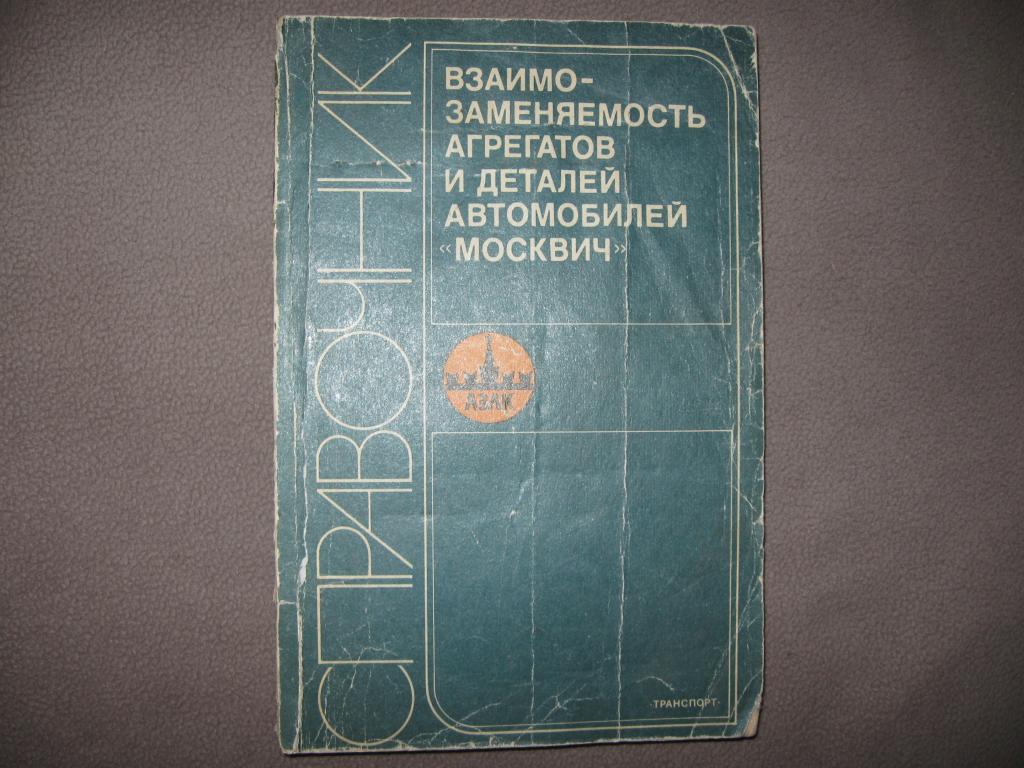 СПРАВОЧНИК
ВЗАИМО-
ЗАМЕНЯЕМОСТЬ
АГРЕГАТОВ
И ДЕТАЛЕЙ
АВТОМОБИЛЕЙ
«МОСКВИЧ»
АЗЛК
·ТРАНСПОРТ·